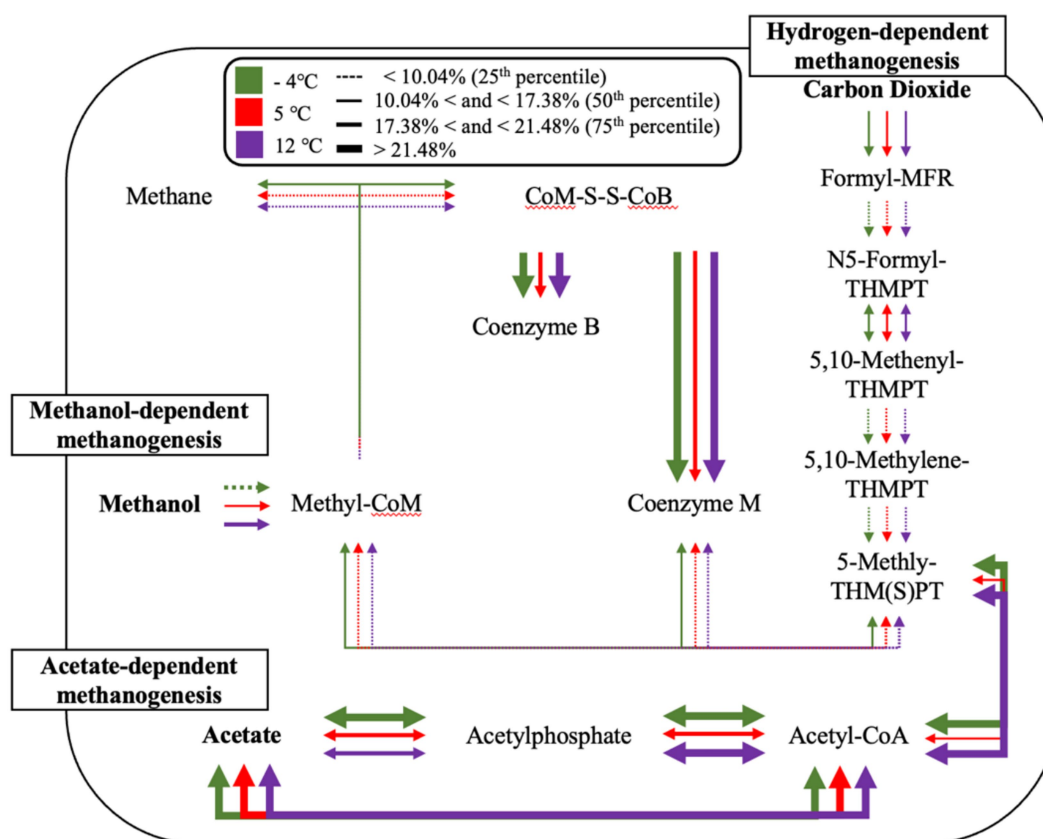 Hydrogen-dependent
methanogenesis
Carbon Dioxide
- 4℃
5 ℃
12 ℃
< 10.04% (25th percentile)
10.04% < and < 17.38% (50th percentile)
17.38% < and < 21.48% (75th percentile)
> 21.48%
Methane
CoM-S-S-CoB
Formyl-MFR
N5-Formyl-
THMPT
Coenzyme B
5,10-Methenyl-
THMPT
Methanol-dependent
methanogenesis
5,10-Methylene-
THMPT
Methanol
Methyl-CoM
Coenzyme M
5-Methly-
THM(S)PT
Acetate-dependent
methanogenesis
Acetate
Acetylphosphate
Acetyl-CoA